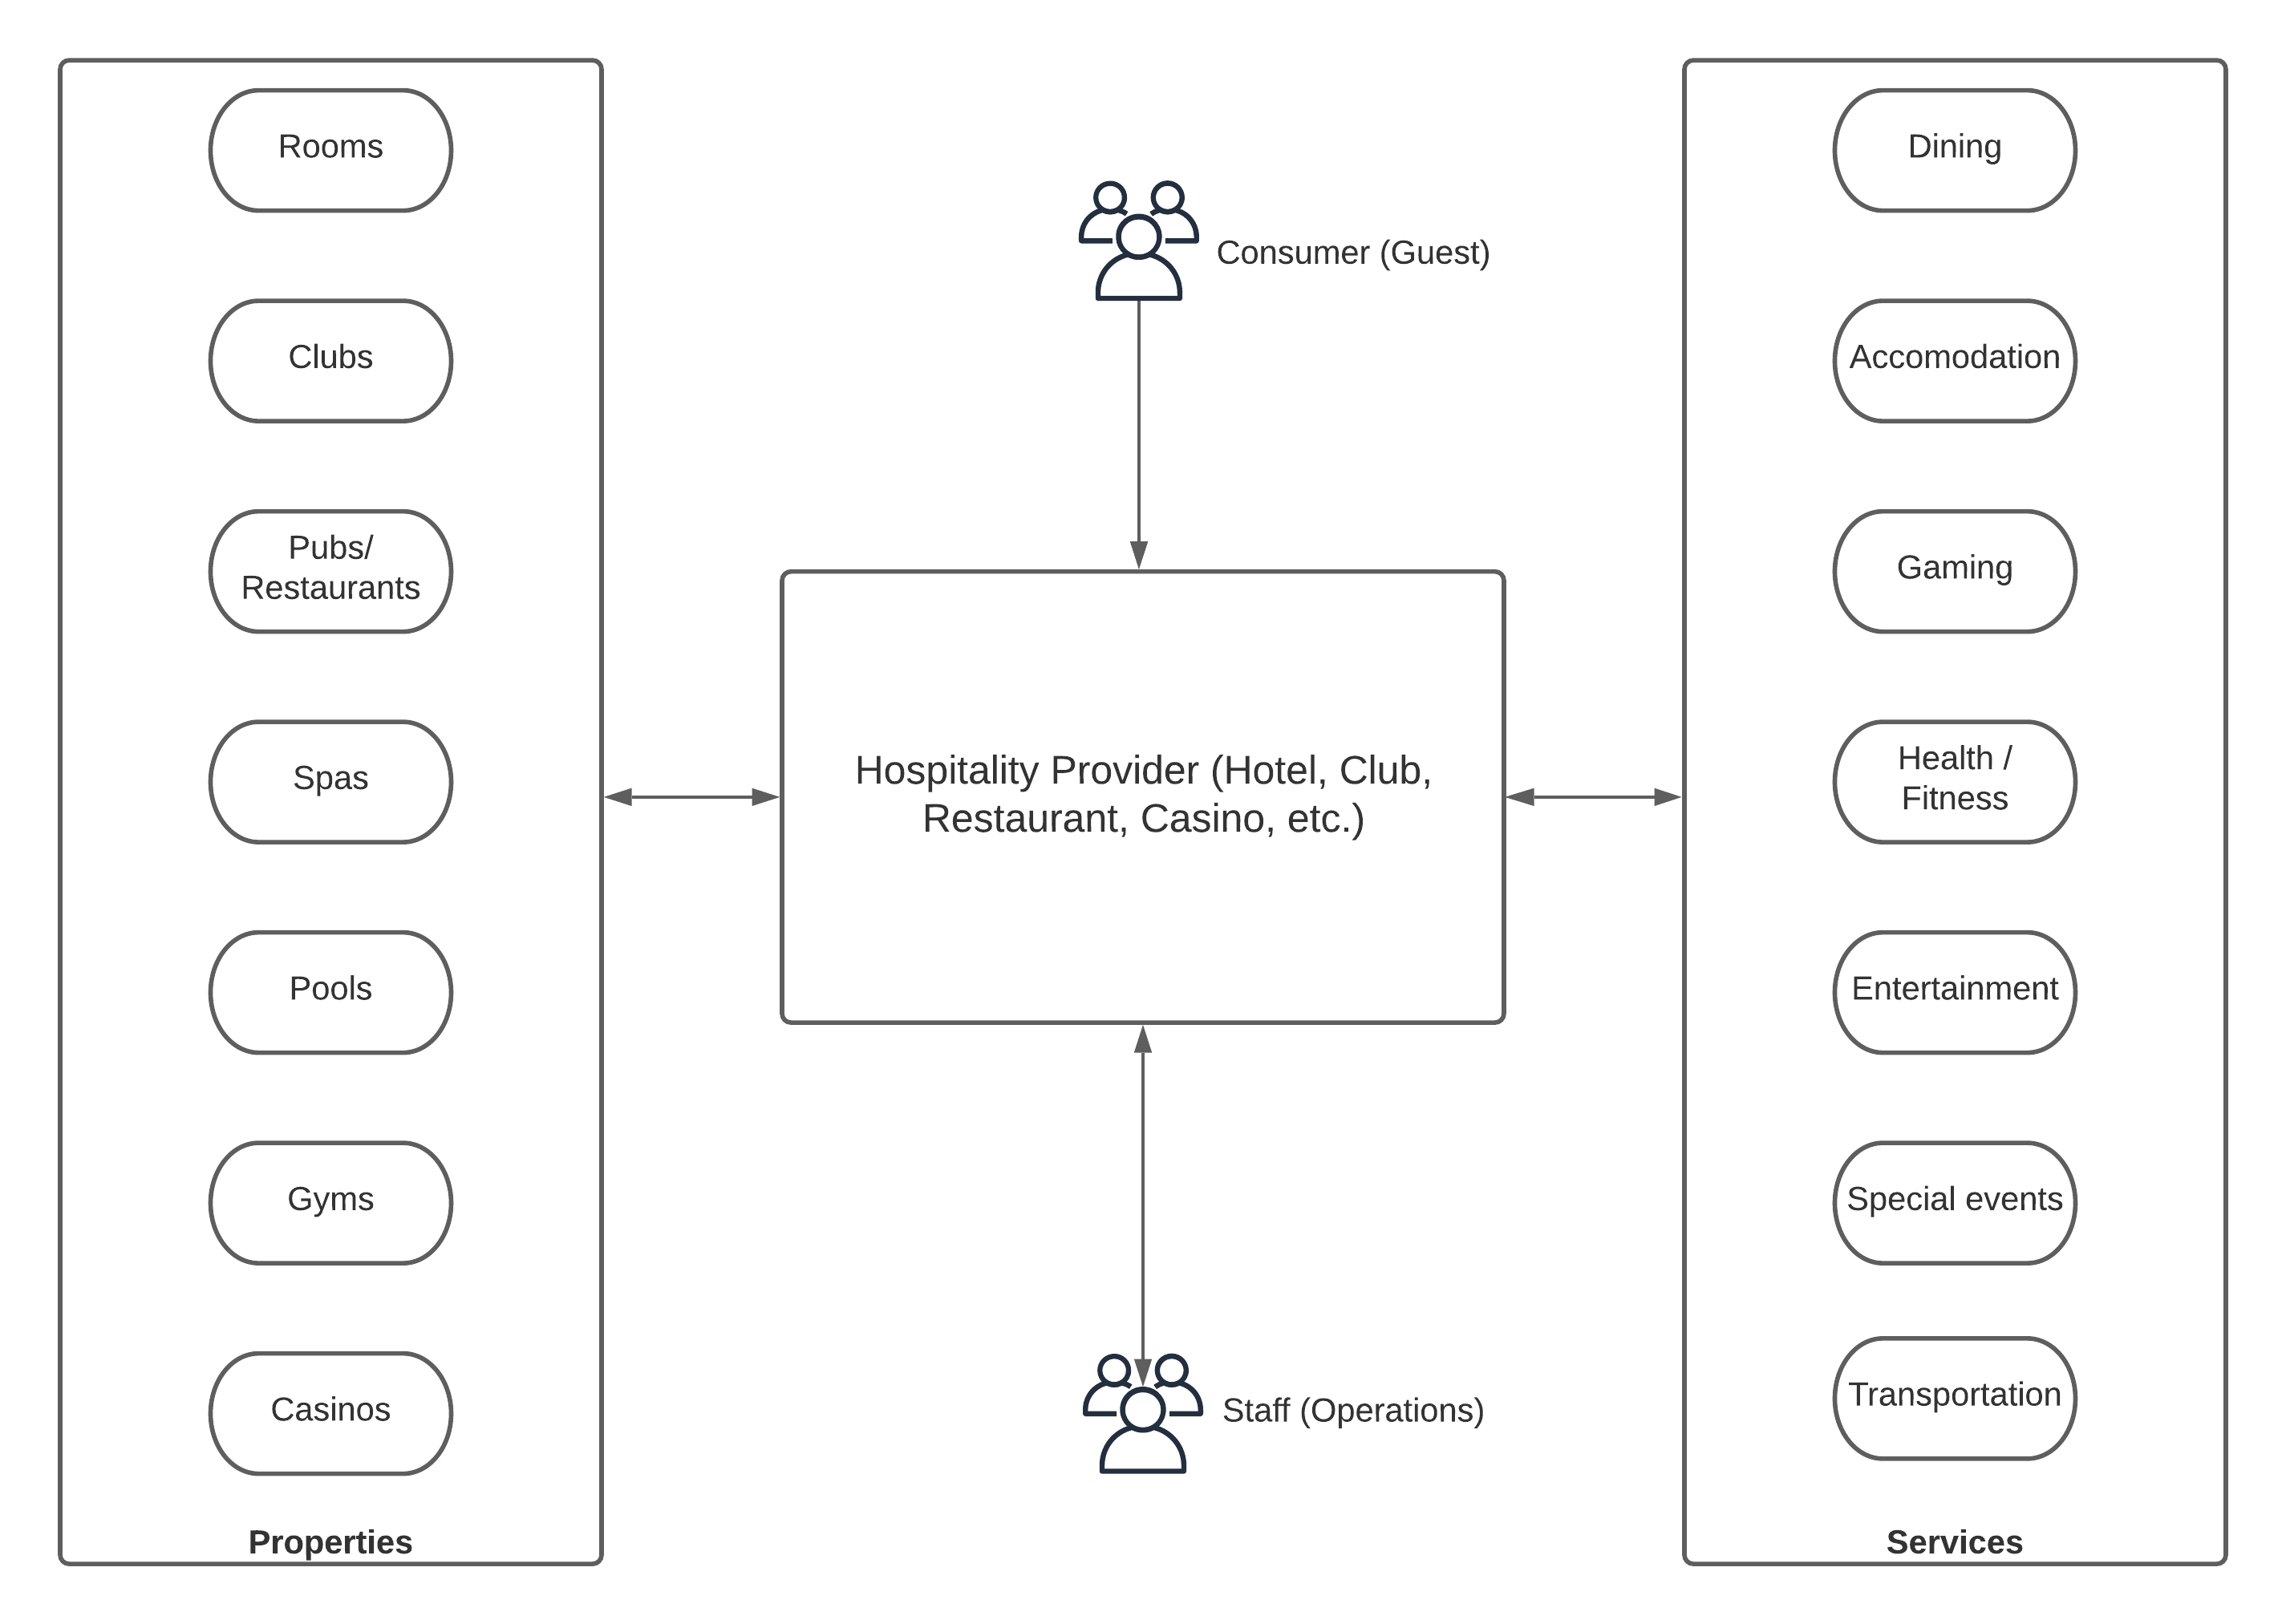 Rooms
Clubs
Pubs/
Restaurants
Spas
Pools
Gyms
Casinos
Properties
Consumer (Guest)
Hospitality Provider (Hotel, Club,
Restaurant, Casino, etc.)
Staff (Operations)
Dining
Accomodation
Gaming
Health /
Fitness
Entertainment
Special events
Transportation
Services